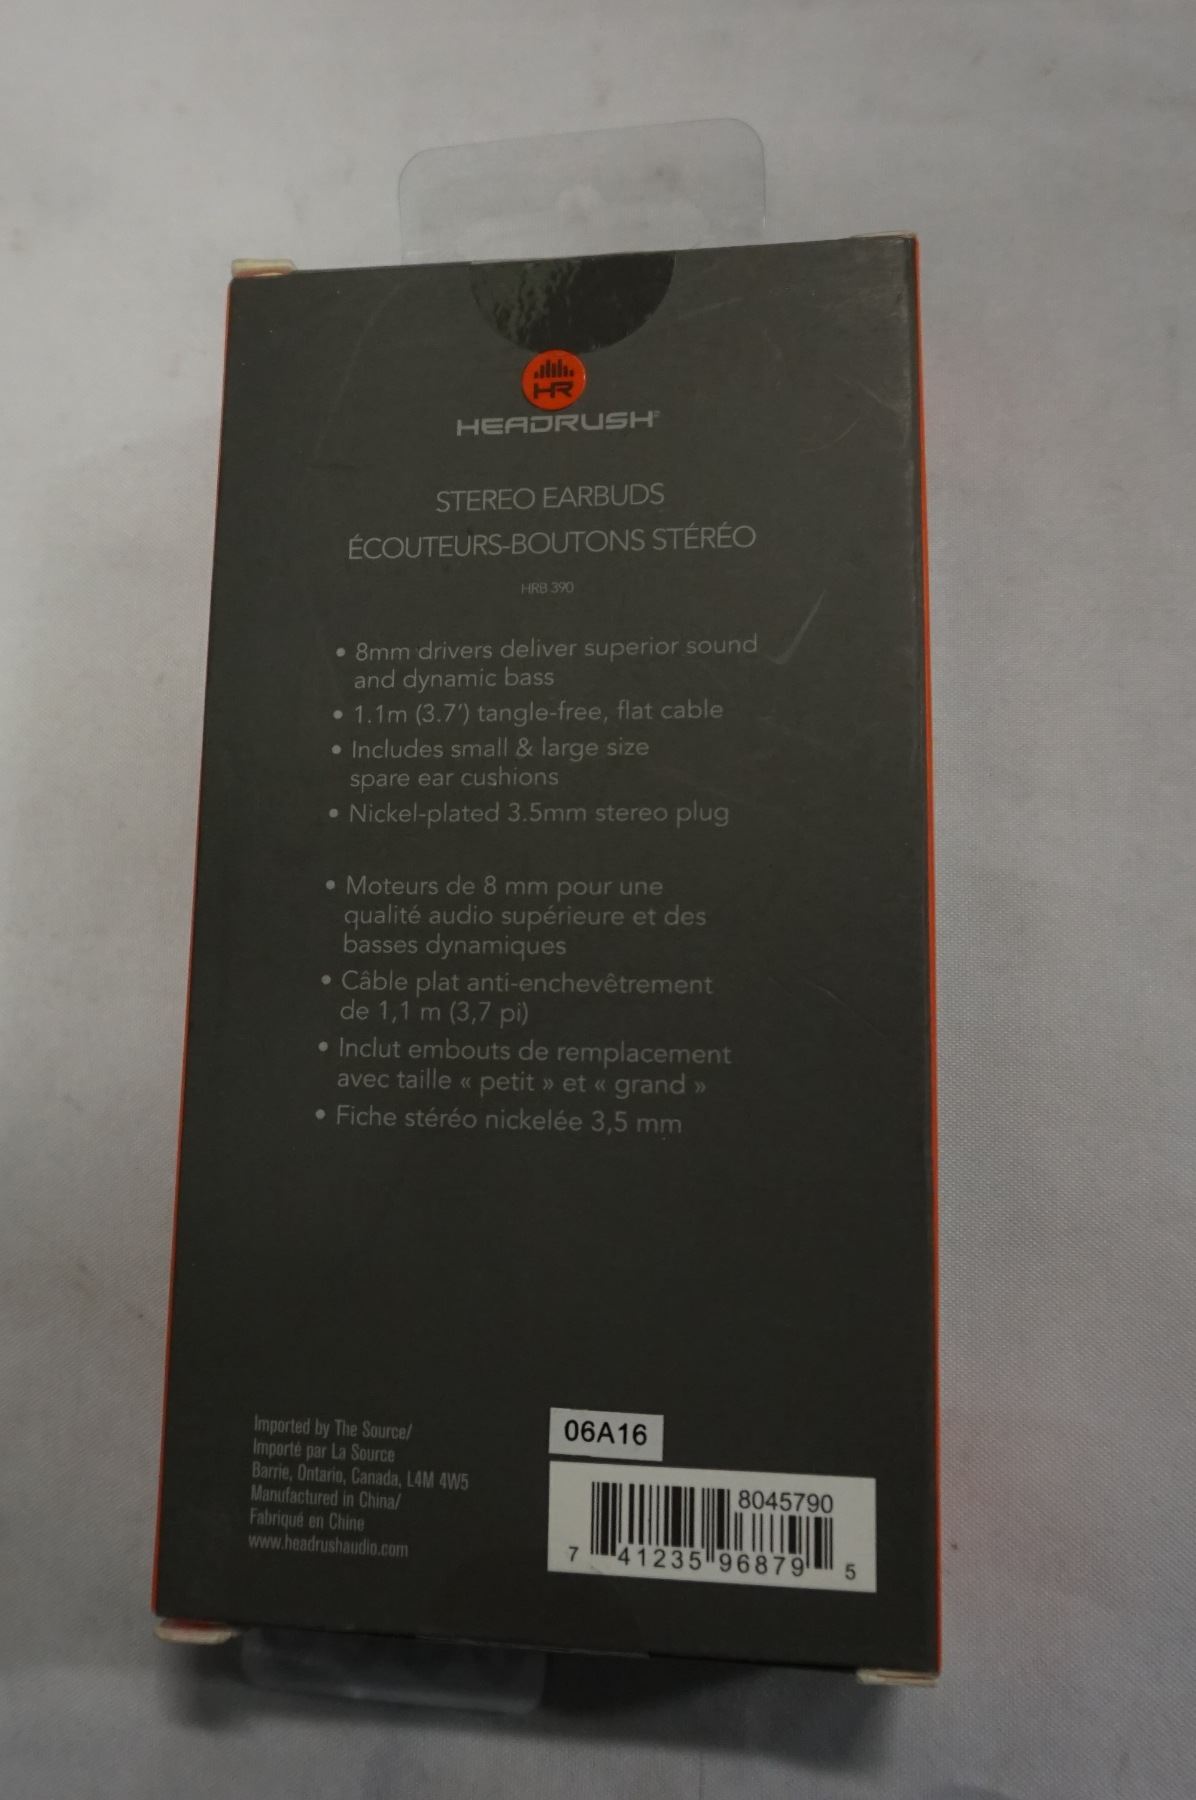 HR
HEADRUSH
STEREO EARBUDS
ÉCOUTEURS-BOUTONS STÉRÉO
HRB 390
• 8mm drivers deliver superior sound
and dynamic bass
• 1.1m (3.7') tangle-free, flat cable
• Includes small & large size
spare ear cushions
• Nickel-plated 3.5mm stereo plug
• Moteurs de 8 mm pour une
qualité audio supérieure et des
basses dynamiques
• Câble plat anti-enchevêtrement
de 1,1 m (3,7 pi)
• Inclut embouts de remplacement
avec taille « petit » et « grand »
• Fiche stéréo nickelée 3,5 mm
Imported by The Source/
Importé par La Source
Barrie, Ontario, Canada, L4M 4W5
Manufactured in China/
Fabriqué en Chine
www.headrushaudio.com
06A16
8045790
7 41235 96879 5